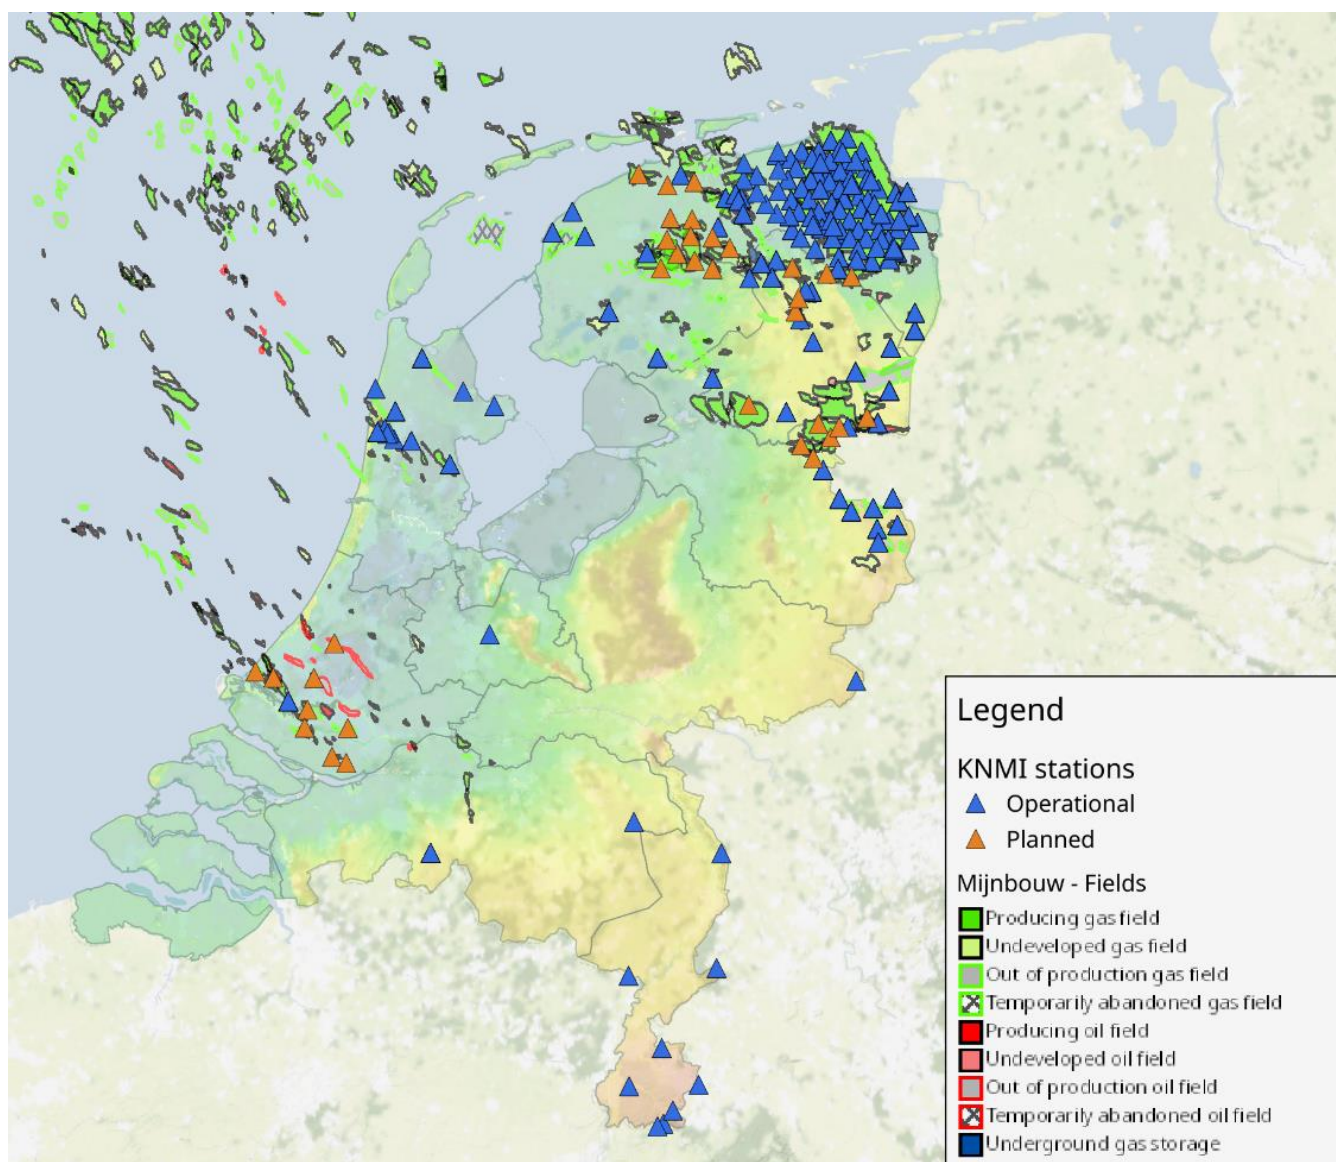 Legend
KNMI stations
Operational
Planned
Mijnbouw - Fields
Producing gas field
Undeveloped gas field
Out of production gas field
Temporarily abandoned gas field
Producing oil field
Undeveloped oil field
Out of production oil field
Temporarily abandoned oil field
Underground gas storage